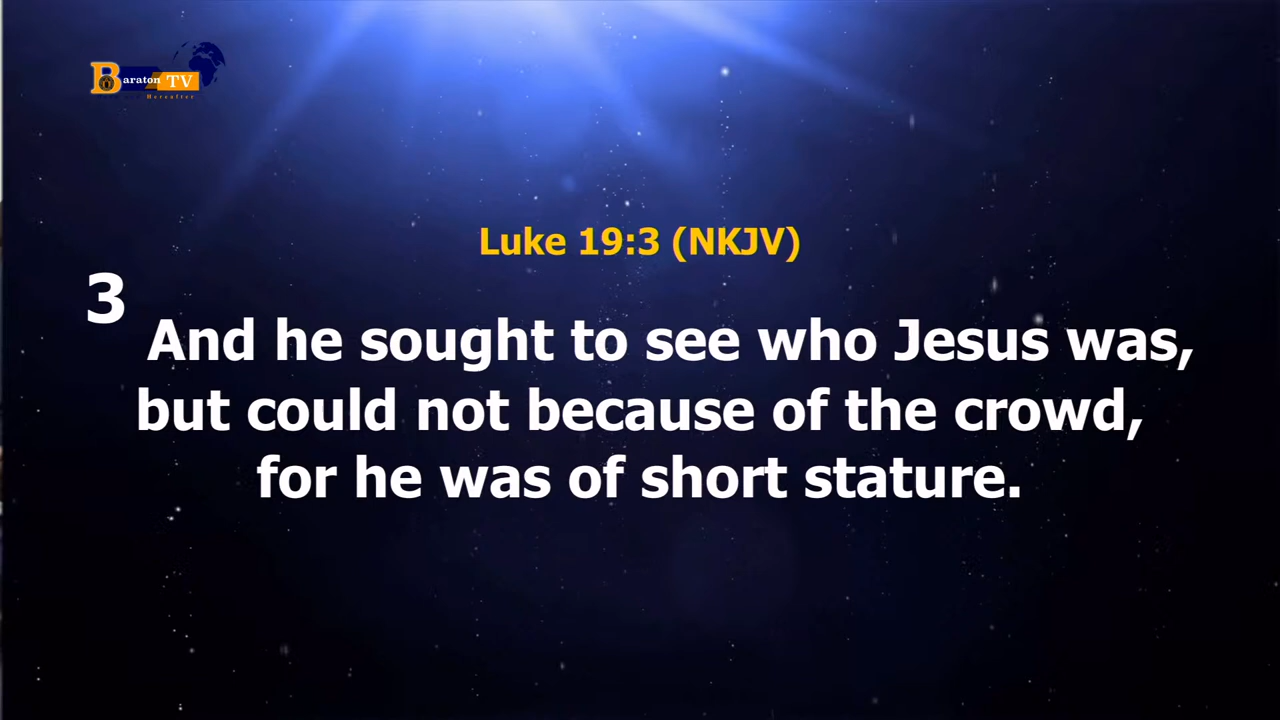 Baraton TV
Hereafter
Luke 19:3 (NKJV)
3
And he sought to see who Jesus was,
but could not because of the crowd,
for he was of short stature.